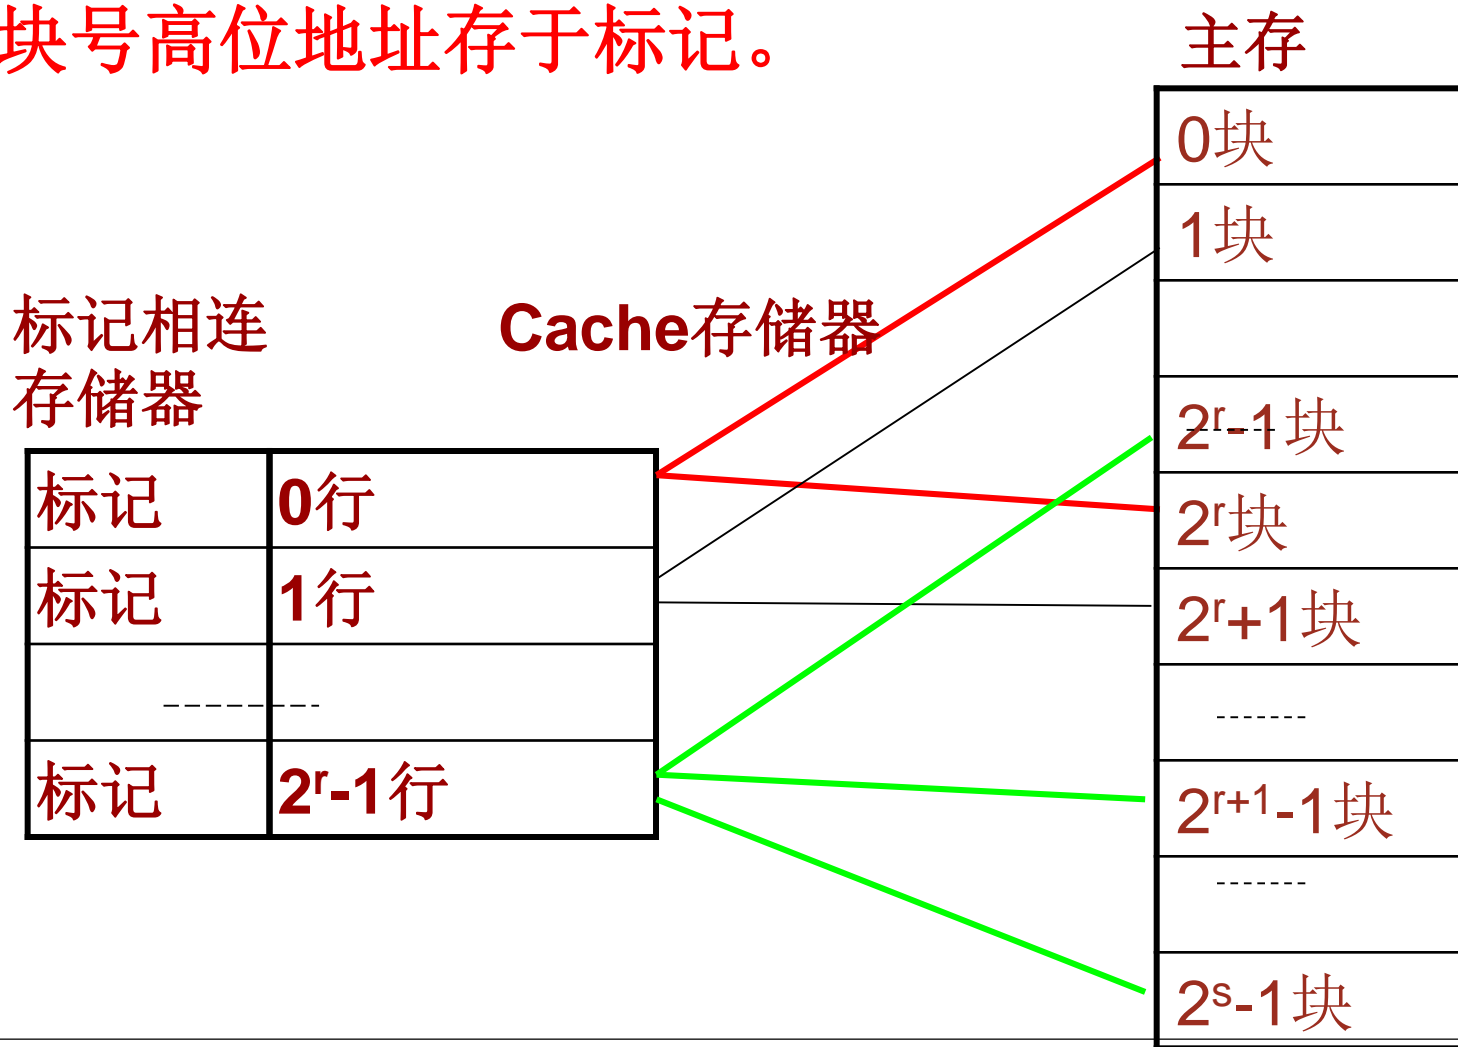 块号高位地址存于标记。
主存
0块
1块
2ʳ-1块
2ʳ块
2ʳ+1块
2ʳ⁺¹-1块
2ˢ-1块
标记相连
存储器
Cache存储器
标记 0行
标记 1行
标记 2ʳ-1行